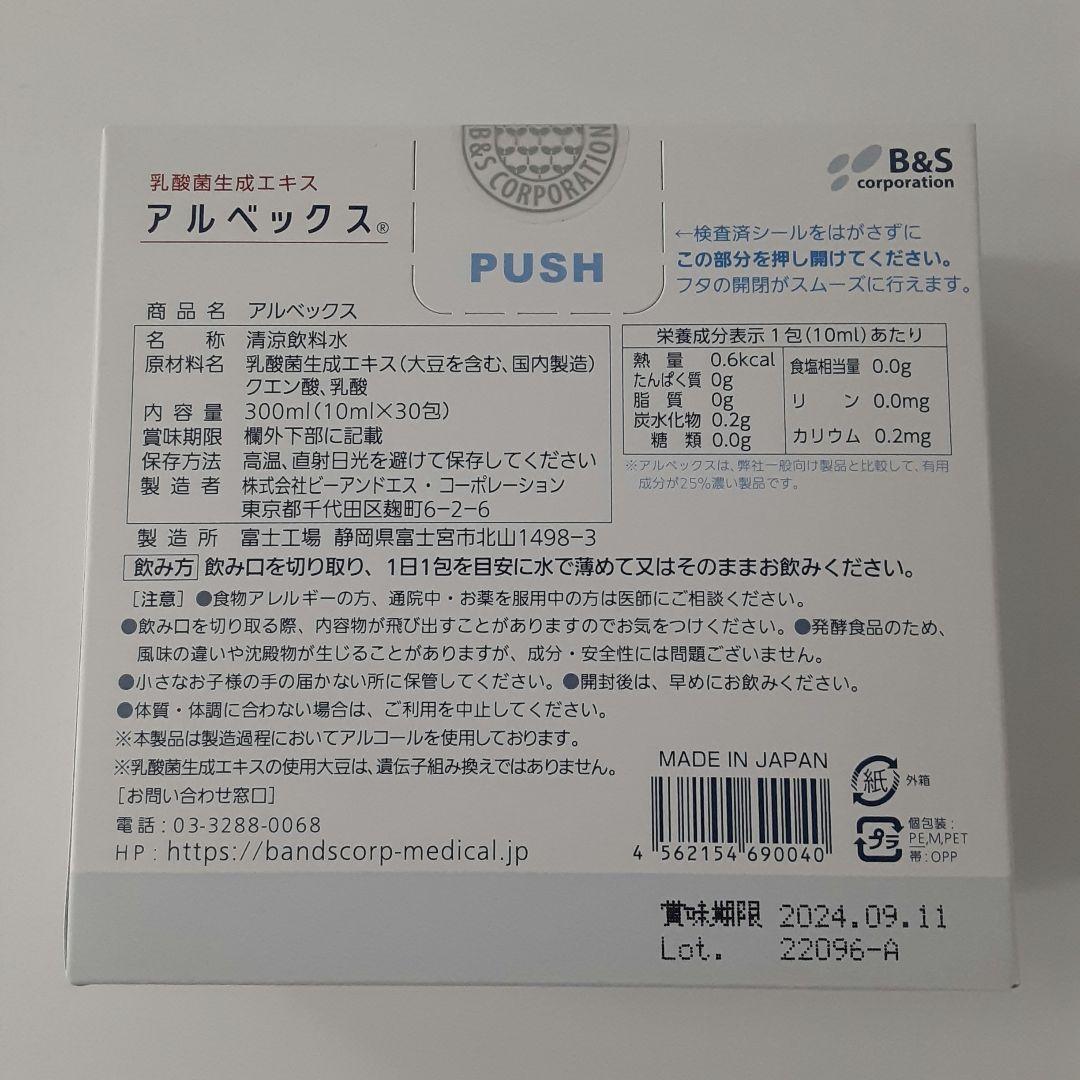 B&S CORPORATION
乳酸菌生成エキス
アルベックス®
PUSH
B&S
corporation
←検査済シールをはがさずに
この部分を押し開けてください。
フタの開閉がスムーズに行えます。
商品名 アルベックス
名称 清涼飲料水
原材料名 乳酸菌生成エキス(大豆を含む、国内製造)
クエン酸、乳酸
内容量 300ml(10ml×30包)
賞味期限 欄外下部に記載
保存方法 高温、直射日光を避けて保存してください
製造者 株式会社ビーアンドエス・コーポレーション
東京都千代田区麹町6-2-6
製造所 富士工場 静岡県富士宮市北山1498-3
栄養成分表示1包(10ml)あたり
熱量 0.6kcal
たんぱく質 0g
脂質 0g
炭水化物 0.2g
糖類 0.0g
食塩相当量 0.0g
リン 0.0mg
カリウム 0.2mg
※アルベックスは、弊社一般向け製品と比較して、有用
成分が25%濃い製品です。
飲み方 飲み口を切り取り、1日1包を目安に水で薄めて又はそのままお飲みください。
[注意] ●食物アレルギーの方、通院中・お薬を服用中の方は医師にご相談ください。
●飲み口を切り取る際、内容物が飛び出すことがありますのでお気をつけください。●発酵食品のため、
風味の違いや沈殿物が生じることがありますが、成分・安全性には問題ございません。
●小さなお子様の手の届かない所に保管してください。●開封後は、早めにお飲みください。
●体質・体調に合わない場合は、ご利用を中止してください。
※本製品は製造過程においてアルコールを使用しております。
※乳酸菌生成エキスの使用大豆は、遺伝子組み換えではありません。
[お問い合わせ窓口]
電話:03-3288-0068
HP:https://bandscorp-medical.jp
MADE IN JAPAN
4 562154 690040
紙 外箱
プラ 個包装:
PE,M,PET
帯:OPP
賞味期限 2024.09.11
Lot. 22096-A